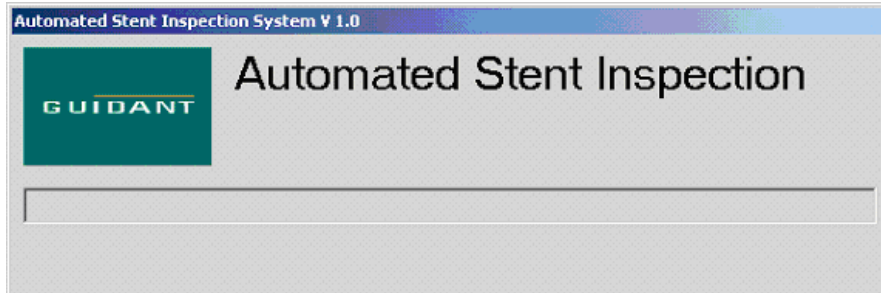 Automated Stent Inspection System V 1.0
Automated Stent Inspection
GUIDANT